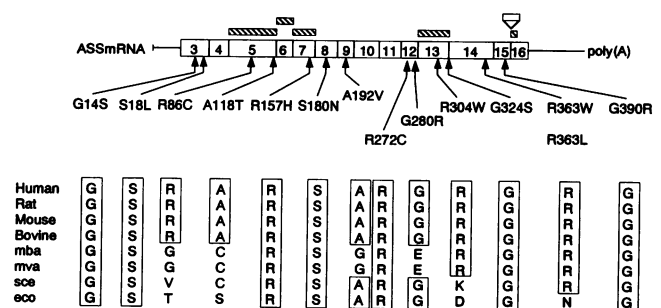 ASSmRNA 3 4 5 6 7 8 9 10 11 12 13 14 15 16 poly(A)
G14S S18L R86C A118T R157H S180N A192V R304W G324S R363W G390R
G280R
R272C R363L
Human G S R A R S A R G R G R G
Rat G S R A R S A R G R G R G
Mouse G S R A R S A R G R G R G
Bovine G S R A R S A R G R G R G
mba G S G C R S G R E R G R G
mva G S G C R S G R E R G R G
sce G S V C R S A R G K G R G
eco G S T S R S A R G D G N G